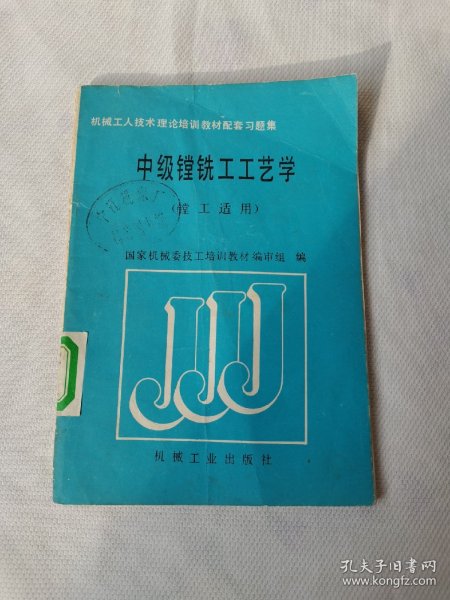 机械工人技术理论培训教材配套习题集
中级镗铣工工艺学
(镗工适用)
国家机械委技工培训教材编审组 编
JJJ
机械工业出版社
孔夫子旧书网
www.kongfz.com